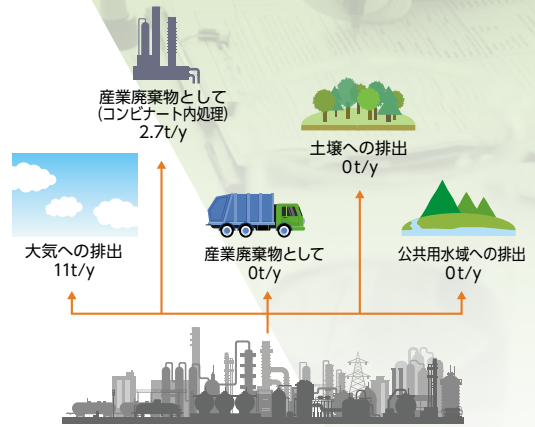 産業廃棄物として
(コンビナート内処理)
2.7t/y
土壌への排出
0t/y
大気への排出
11t/y
産業廃棄物として
0t/y
公共用水域への排出
0t/y